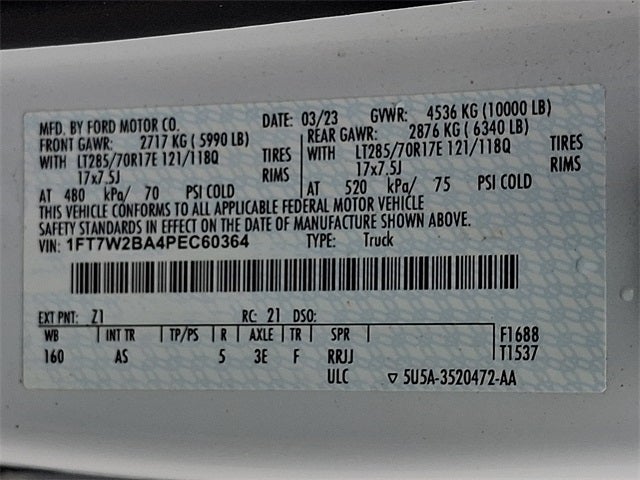 MFD. BY FORD MOTOR CO.
DATE: 03/23 GVWR: 4536 KG (10000 LB)
FRONT GAWR: 2717 KG ( 5990 LB)
REAR GAWR: 2876 KG ( 6340 LB)
WITH LT285/70R17E 121/118Q TIRES
17x7.5J RIMS
WITH LT285/70R17E 121/118Q TIRES
17x7.5J RIMS
AT 480 kPa/ 70 PSI COLD
AT 520 kPa/ 75 PSI COLD
THIS VEHICLE CONFORMS TO ALL APPLICABLE FEDERAL MOTOR VEHICLE
SAFETY STANDARDS IN EFFECT ON THE DATE OF MANUFACTURE SHOWN ABOVE.
VIN: 1FT7W2BA4PEC60364 TYPE: Truck
EXT PNT: Z1 RC: 21 DSO:
WB INT TR TP/PS R AXLE TR SPR F1688
160 AS 5 3E F RRJJ T1537
ULC ▽ 5U5A-3520472-AA